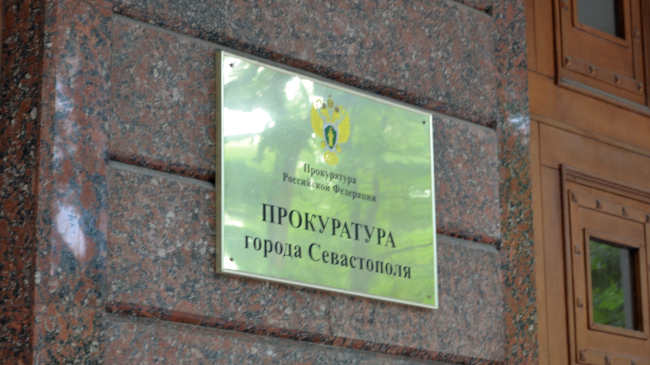 Прокуратура
Российской Федерации
ПРОКУРАТУРА
города Севастополя